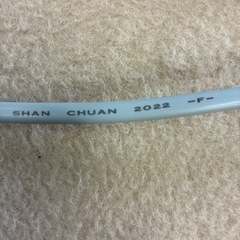 SHAN CHUAN 2022 -F-